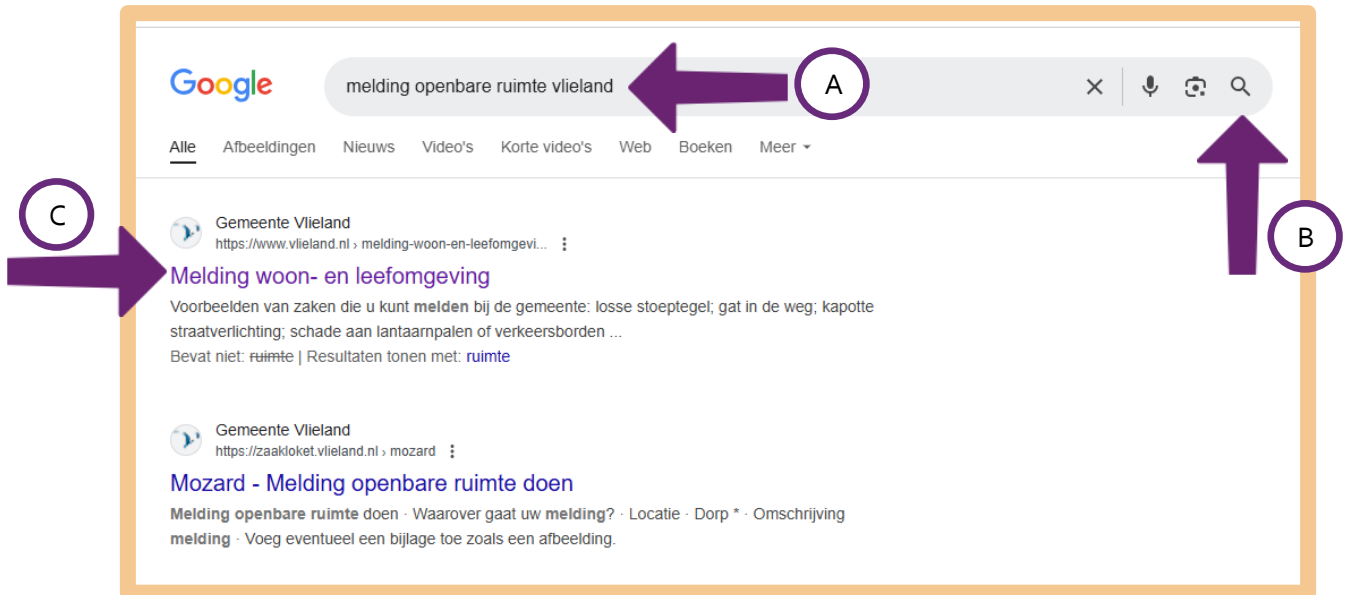 Google
melding openbare ruimte vlieland
A
Alle Afbeeldingen Nieuws Video's Korte video's Web Boeken Meer
C
B
Gemeente Vlieland
https://www.vlieland.nl › melding-woon-en-leefomgevi...
Melding woon- en leefomgeving
Voorbeelden van zaken die u kunt melden bij de gemeente: losse stoeptegel; gat in de weg; kapotte
straatverlichting; schade aan lantaarnpalen of verkeersborden ...
Bevat niet: ruimte | Resultaten tonen met: ruimte
Gemeente Vlieland
https://zaakloket.vlieland.nl › mozard
Mozard - Melding openbare ruimte doen
Melding openbare ruimte doen · Waarover gaat uw melding? · Locatie · Dorp * · Omschrijving
melding · Voeg eventueel een bijlage toe zoals een afbeelding.